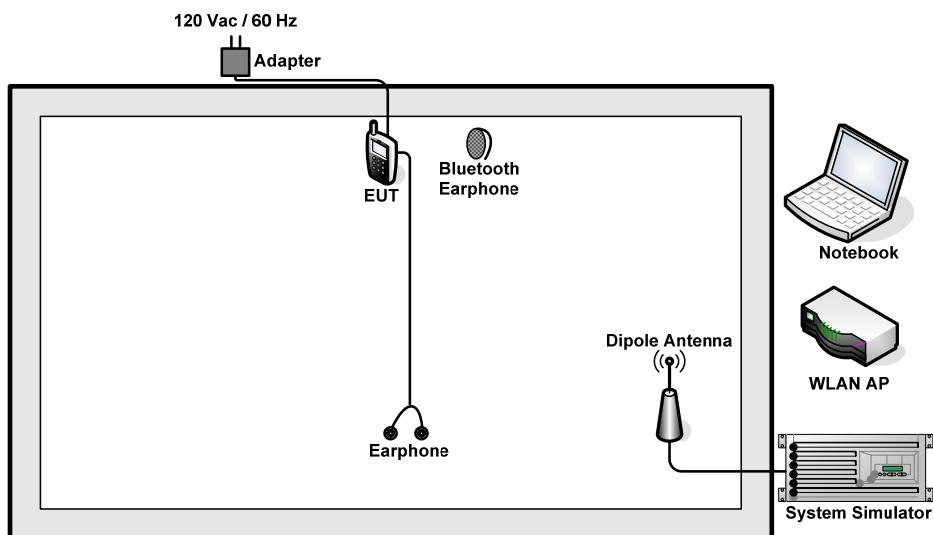 120 Vac / 60 Hz
Adapter
EUT
Bluetooth
Earphone
Notebook
Dipole Antenna
WLAN AP
Earphone
System Simulator